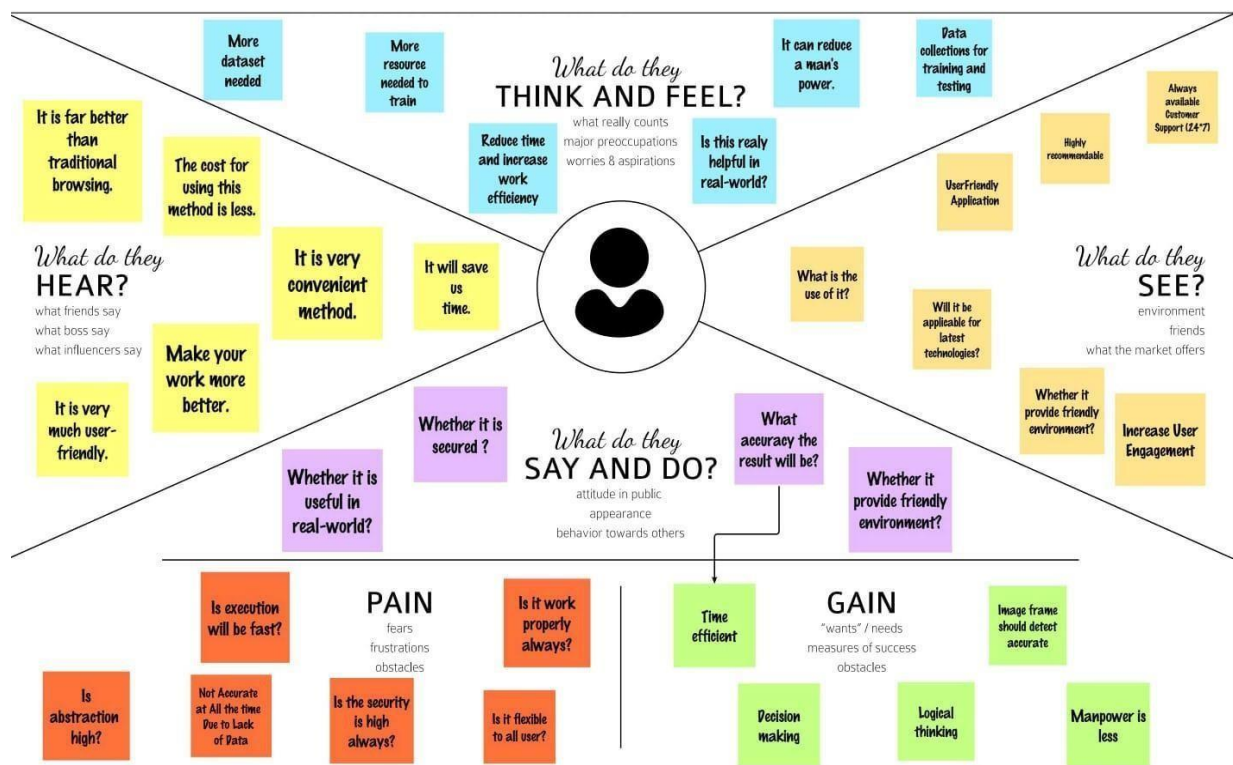 More
dataset
needed
More
resource
needed to
train
What do they
THINK AND FEEL?
what really counts
major preoccupations
worries & aspirations
It can reduce
a man's
power.
Data
collections for
training and
testing
Reduce time
and increase
work
efficiency
Is this realy
helpful in
real-world?
It is far better
than
traditional
browsing.
The cost for
using this
method is less.
What do they
HEAR?
what friends say
what boss say
what influencers say
It is very
convenient
method.
It will save
us
time.
Make your
work more
better.
It is very
much user-
friendly.
Always
available
Customer
Support (24*7)
Highly
recommendable
UserFriendly
Application
What is the
use of it?
Will it be
applicable for
latest
technologies?
What do they
SEE?
environment
friends
what the market offers
Whether it
provide friendly
environment?
Increase User
Engagement
Whether it is
secured ?
Whether it is
useful in
real-world?
What do they
SAY AND DO?
attitude in public
appearance
behavior towards others
What
accuracy the
result will be?
Whether it
provide friendly
environment?
Is execution
will be fast?
PAIN
fears
frustrations
obstacles
Is it work
properly
always?
Is
abstraction
high?
Not Accurate
at All the time
Due to Lack
of Data
Is the security
is high
always?
Is it flexible
to all user?
Time
efficient
GAIN
"wants" / needs
measures of success
obstacles
Image frame
should detect
accurate
Decision
making
Logical
thinking
Manpower is
less